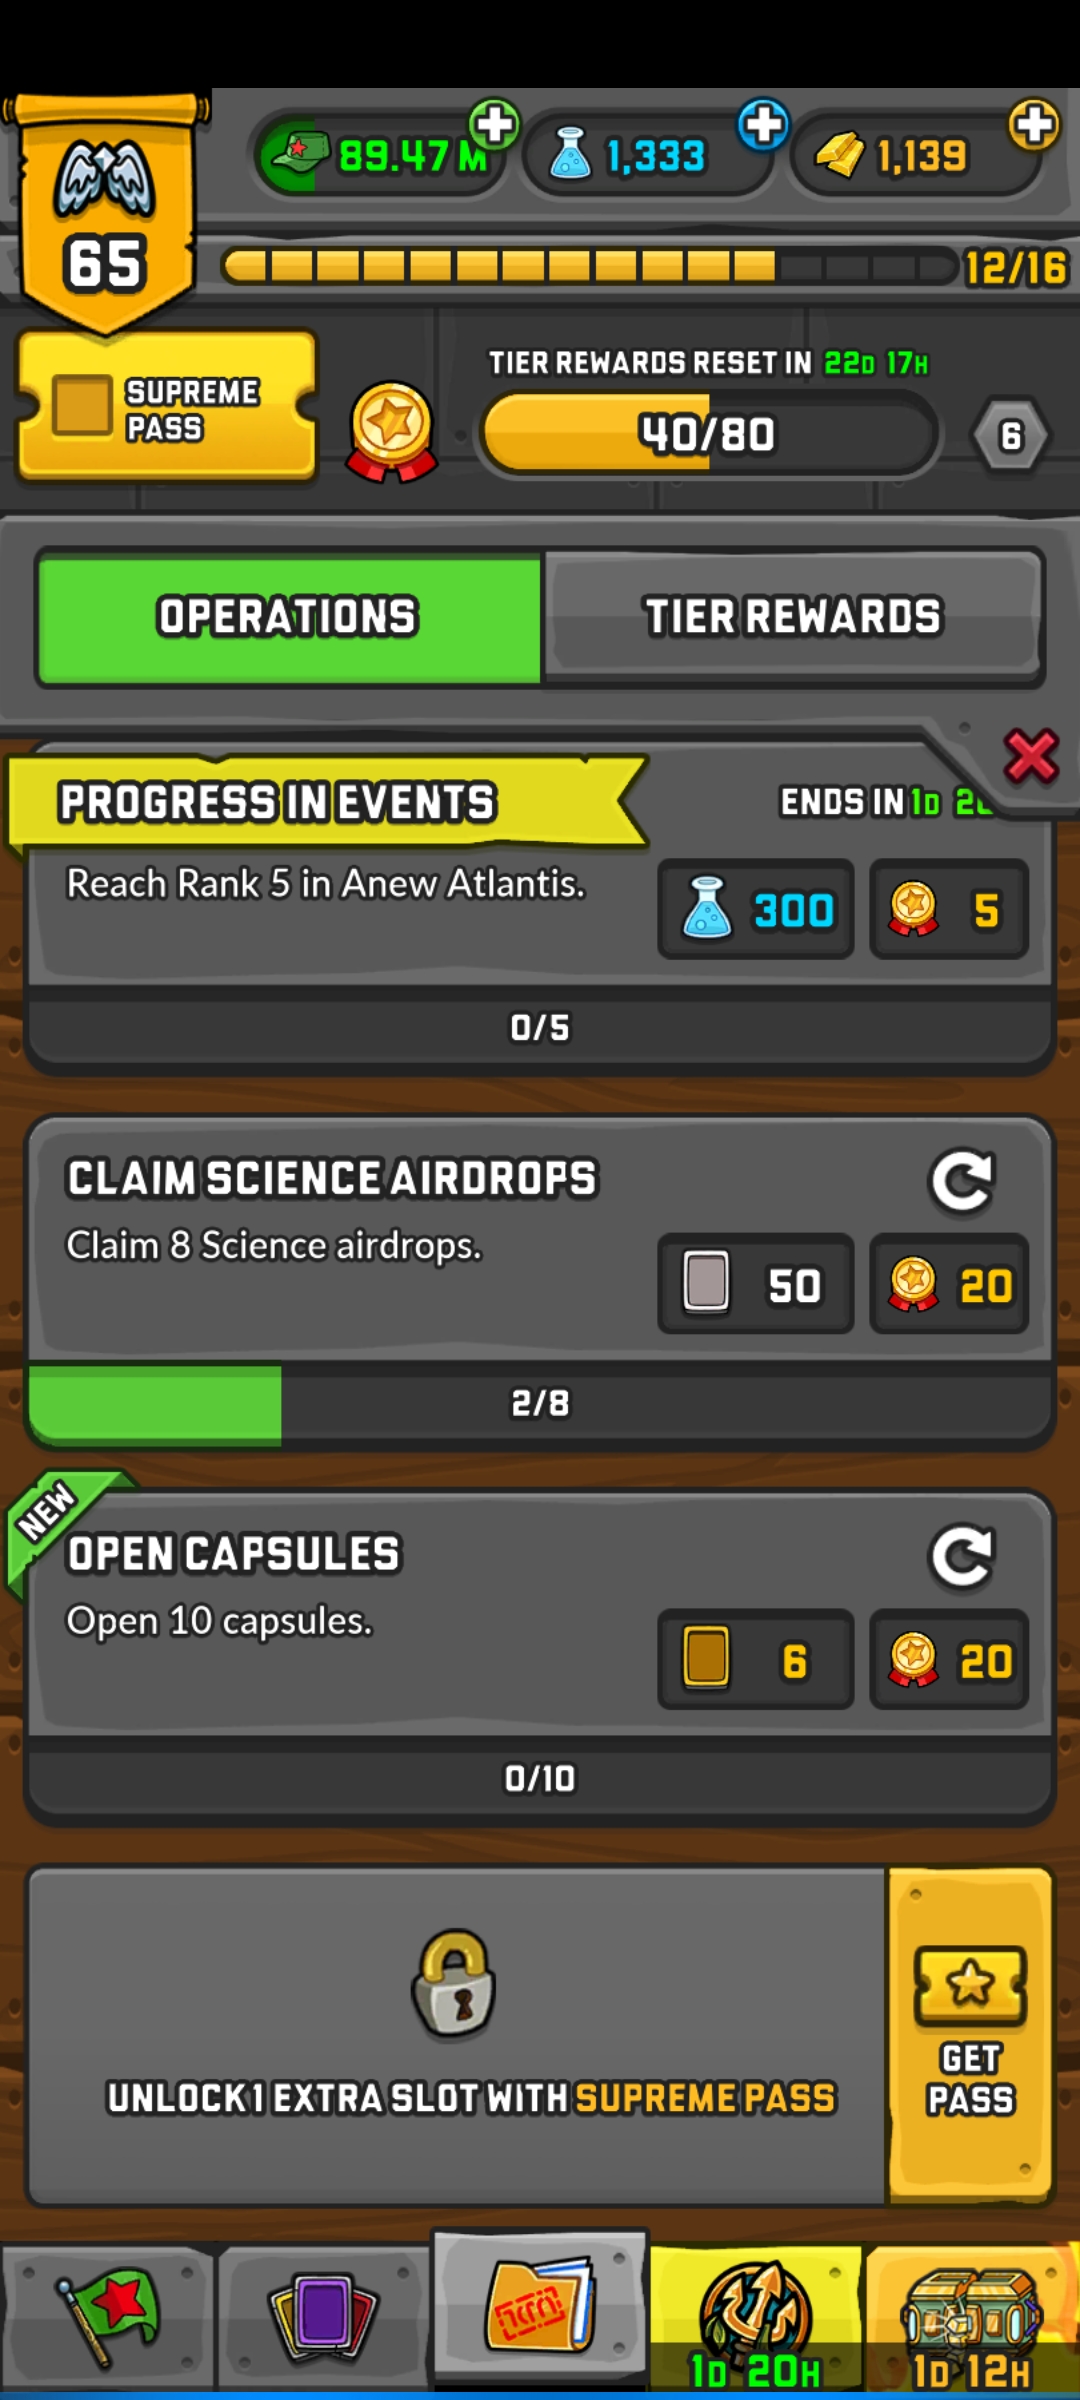 89.47 M
1,333
1,139
65
12/16
SUPREME
PASS
TIER REWARDS RESET IN 22D 17H
40/80
6
OPERATIONS
TIER REWARDS
PROGRESS IN EVENTS
ENDS IN 1D
Reach Rank 5 in Anew Atlantis.
300
5
0/5
CLAIM SCIENCE AIRDROPS
Claim 8 Science airdrops.
50
20
2/8
NEW
OPEN CAPSULES
Open 10 capsules.
6
20
0/10
UNLOCK 1 EXTRA SLOT WITH SUPREME PASS
GET
PASS
1D 20H
1D 12H